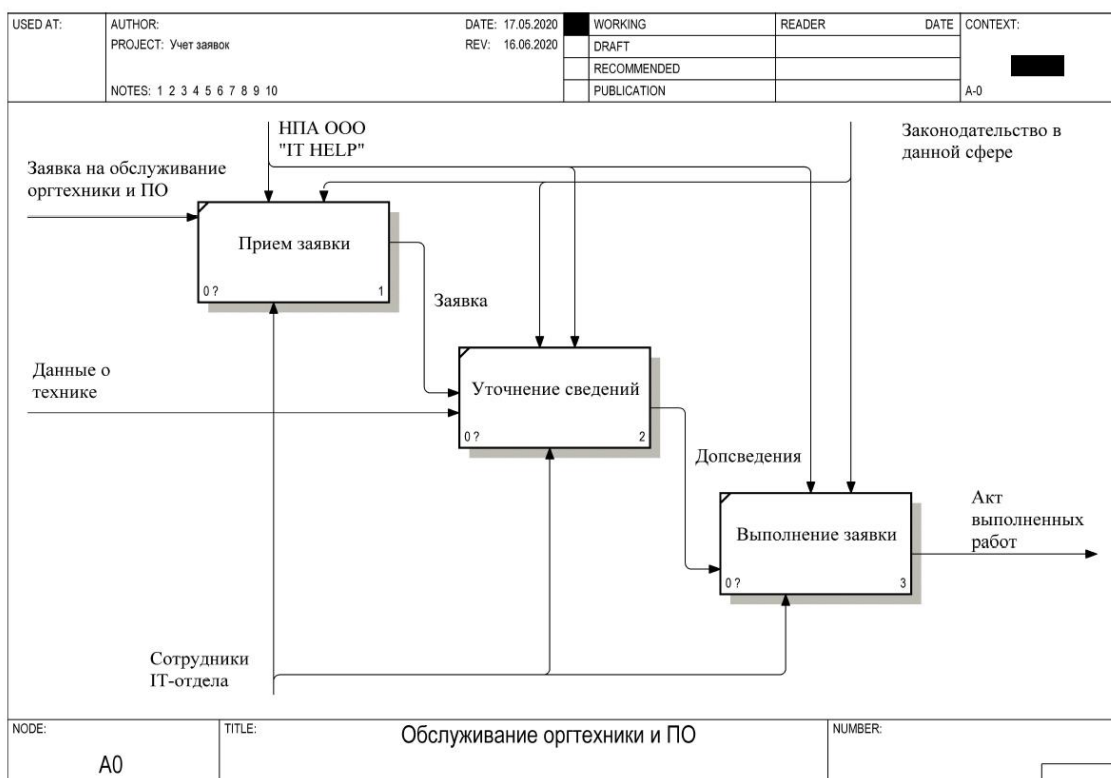 USED AT:
AUTHOR:
DATE: 17.05.2020
WORKING
READER
DATE
CONTEXT:
PROJECT: Учет заявок
REV: 16.06.2020
DRAFT
RECOMMENDED
NOTES: 1 2 3 4 5 6 7 8 9 10
PUBLICATION
A-0
НПА ООО
"IT HELP"
Законодательство в
данной сфере
Заявка на обслуживание
оргтехники и ПО
Прием заявки
0 ?
1
Заявка
Данные о
технике
Уточнение сведений
0 ?
2
Допсведения
Акт
выполненных
работ
Выполнение заявки
0 ?
3
Сотрудники
IT-отдела
NODE:
A0
TITLE:
Обслуживание оргтехники и ПО
NUMBER: